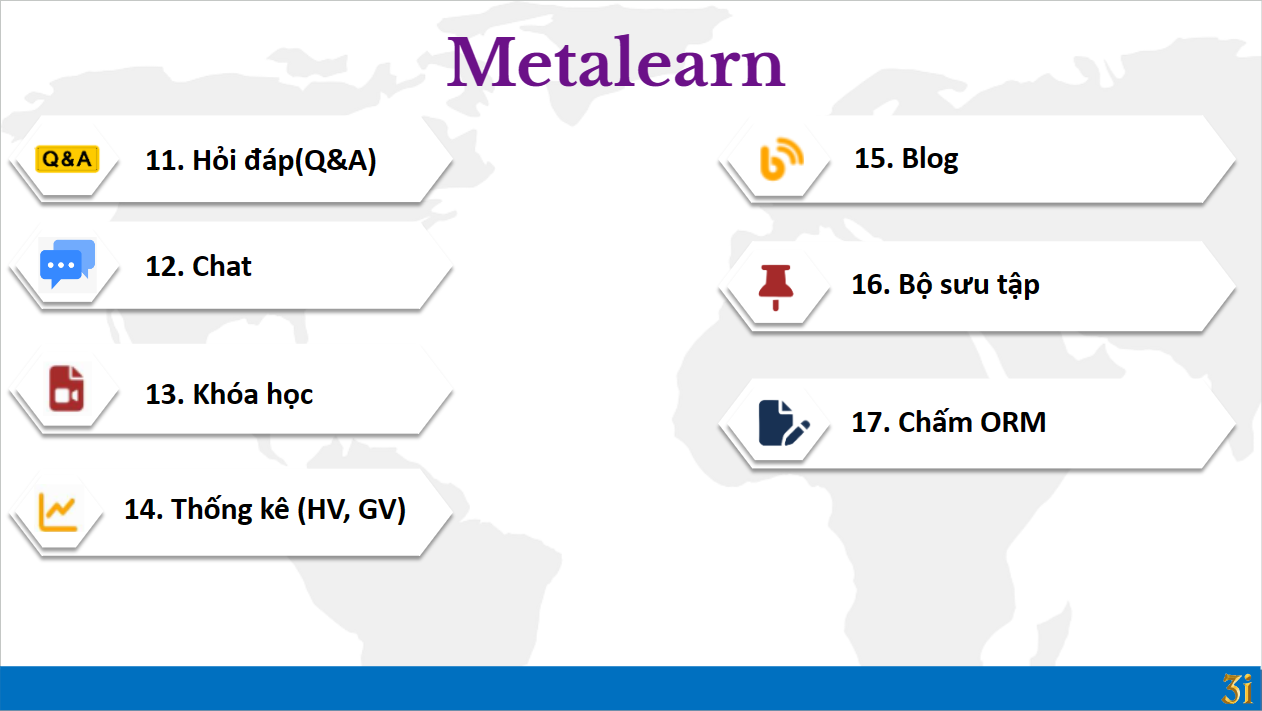 Metalearn
Q&A
11. Hỏi đáp(Q&A)
12. Chat
13. Khóa học
14. Thống kê (HV, GV)
15. Blog
16. Bộ sưu tập
17. Chấm ORM
3i